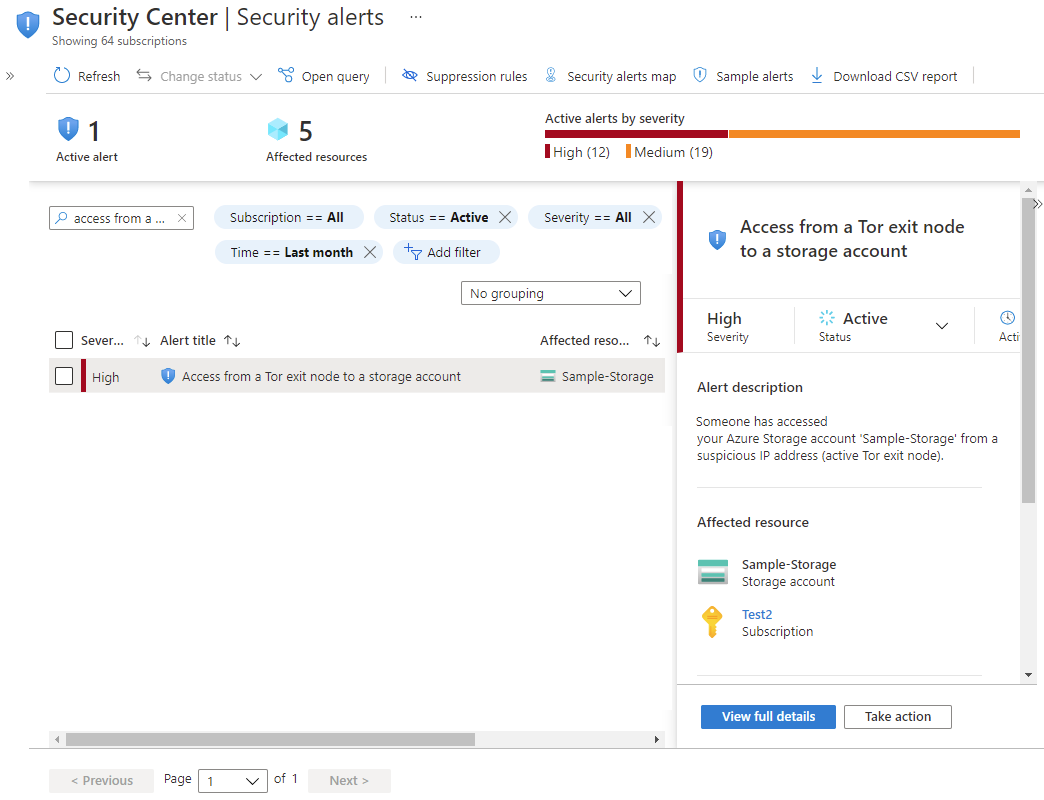 Security Center | Security alerts ...
Showing 64 subscriptions
Refresh Change status Open query Suppression rules Security alerts map Sample alerts Download CSV report
1
Active alert
5
Affected resources
Active alerts by severity
High (12) Medium (19)
access from a ...
Subscription == All
Status == Active
Severity == All
Time == Last month
Add filter
No grouping
Sever... Alert title Affected reso...
High Access from a Tor exit node to a storage account Sample-Storage
Access from a Tor exit node
to a storage account
High
Severity
Active
Status
Acti
Alert description
Someone has accessed
your Azure Storage account 'Sample-Storage' from a
suspicious IP address (active Tor exit node).
Affected resource
Sample-Storage
Storage account
Test2
Subscription
View full details Take action
< Previous Page 1 of 1 Next >